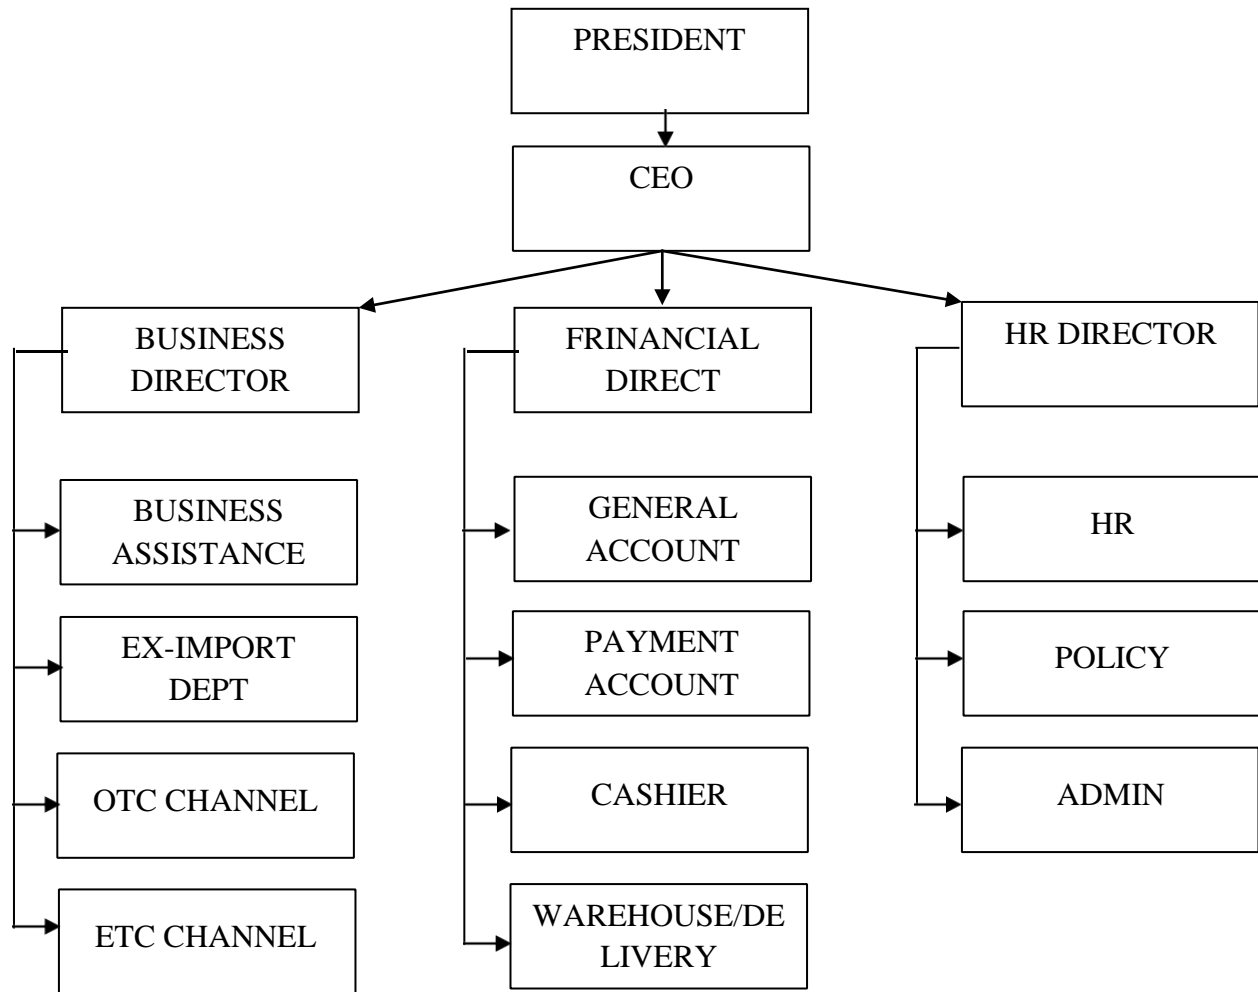 PRESIDENT
CEO
BUSINESS
DIRECTOR
FRINANCIAL
DIRECT
HR DIRECTOR
BUSINESS
ASSISTANCE
GENERAL
ACCOUNT
HR
EX-IMPORT
DEPT
PAYMENT
ACCOUNT
POLICY
OTC CHANNEL
CASHIER
ADMIN
ETC CHANNEL
WAREHOUSE/DE
LIVERY